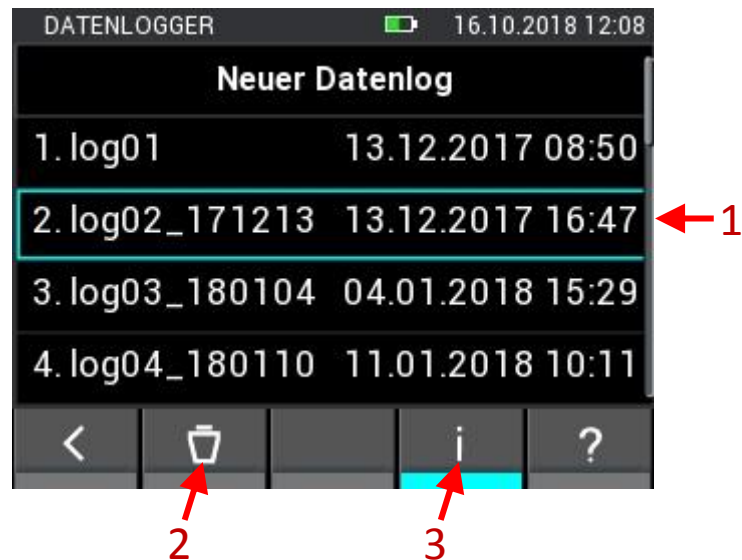 DATENLOGGER 16.10.2018 12:08
Neuer Datenlog
1. log01 13.12.2017 08:50
2. log02_171213 13.12.2017 16:47 1
3. log03_180104 04.01.2018 15:29
4. log04_180110 11.01.2018 10:11
< i ?
2 3